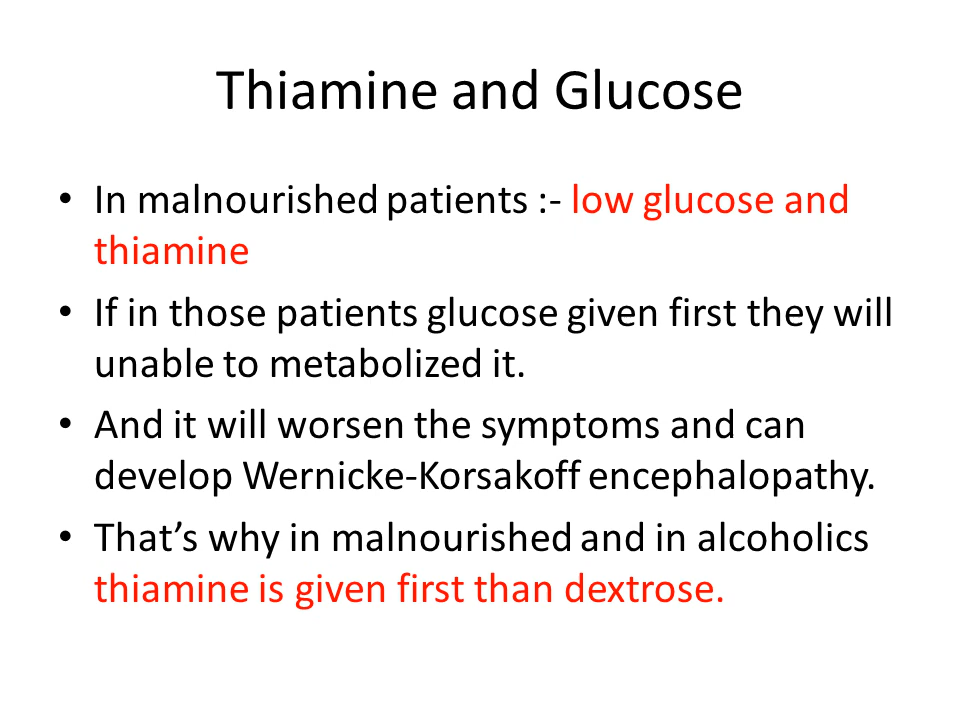 Thiamine and Glucose
• In malnourished patients :- low glucose and
thiamine
• If in those patients glucose given first they will
unable to metabolized it.
• And it will worsen the symptoms and can
develop Wernicke-Korsakoff encephalopathy.
• That’s why in malnourished and in alcoholics
thiamine is given first than dextrose.